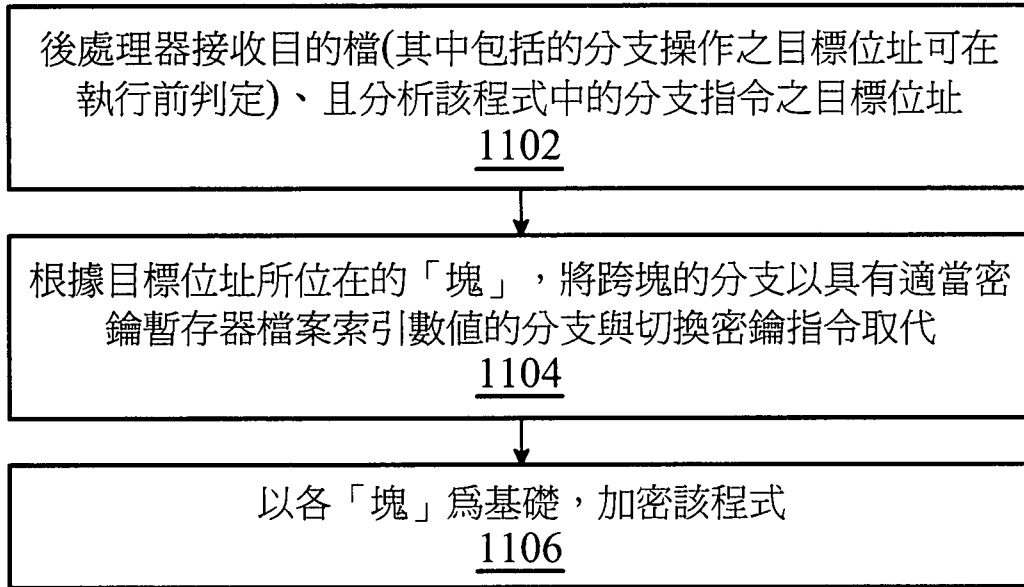 後處理器接收目的檔(其中包括的分支操作之目標位址可在
執行前判定)、且分析該程式中的分支指令之目標位址
1102
根據目標位址所位在的「塊」，將跨塊的分支以具有適當密
鑰暫存器檔案索引數值的分支與切換密鑰指令取代
1104
以各「塊」爲基礎，加密該程式
1106